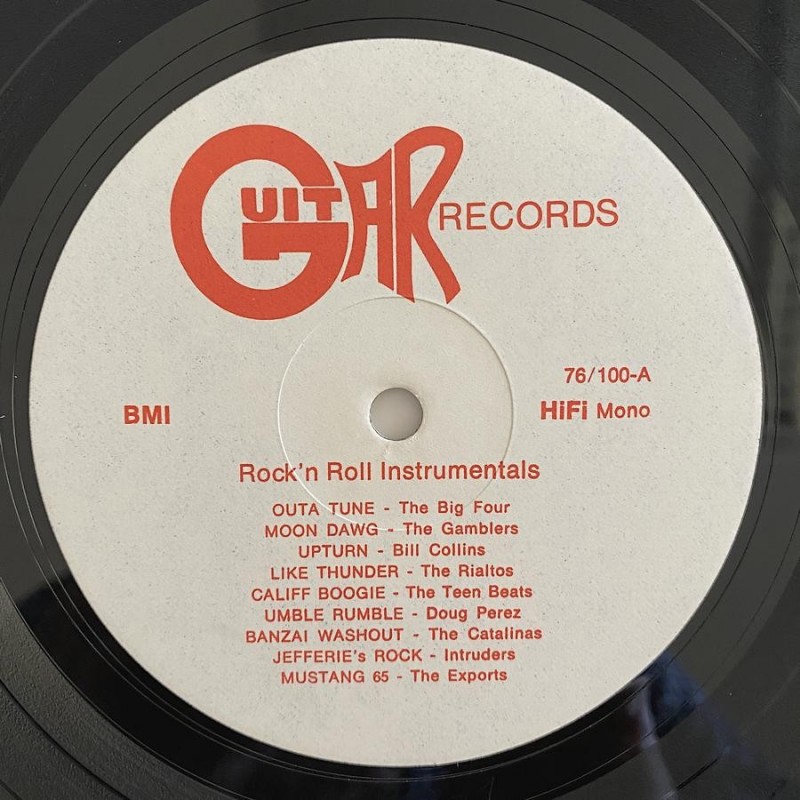 GUITAR RECORDS
76/100-A
BMI
HiFi Mono
Rock'n Roll Instrumentals
OUTA TUNE - The Big Four
MOON DAWG - The Gamblers
UPTURN - Bill Collins
LIKE THUNDER - The Rialtos
CALIFF BOOGIE - The Teen Beats
UMBLE RUMBLE - Doug Perez
BANZAI WASHOUT - The Catalinas
JEFFERIE's ROCK - Intruders
MUSTANG 65 - The Exports